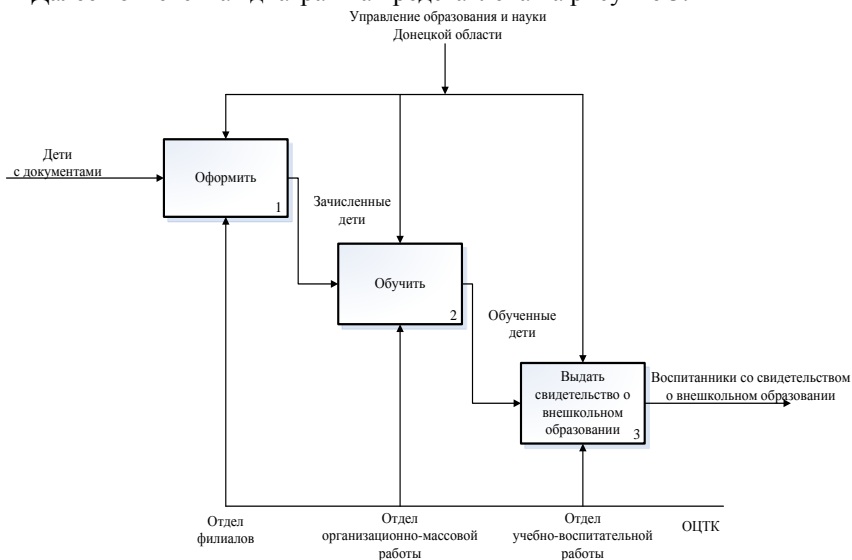 Управление образования и науки
Донецкой области
Дети
с документами
Оформить
1
Зачисленные
дети
Обучить
2
Обученные
дети
Выдать
свидетельство о
внешкольном
образовании
3
Воспитанники со свидетельством
о внешкольном образовании
Отдел
филиалов
Отдел
организационно-массовой
работы
Отдел
учебно-воспитательной
работы
ОЦТК